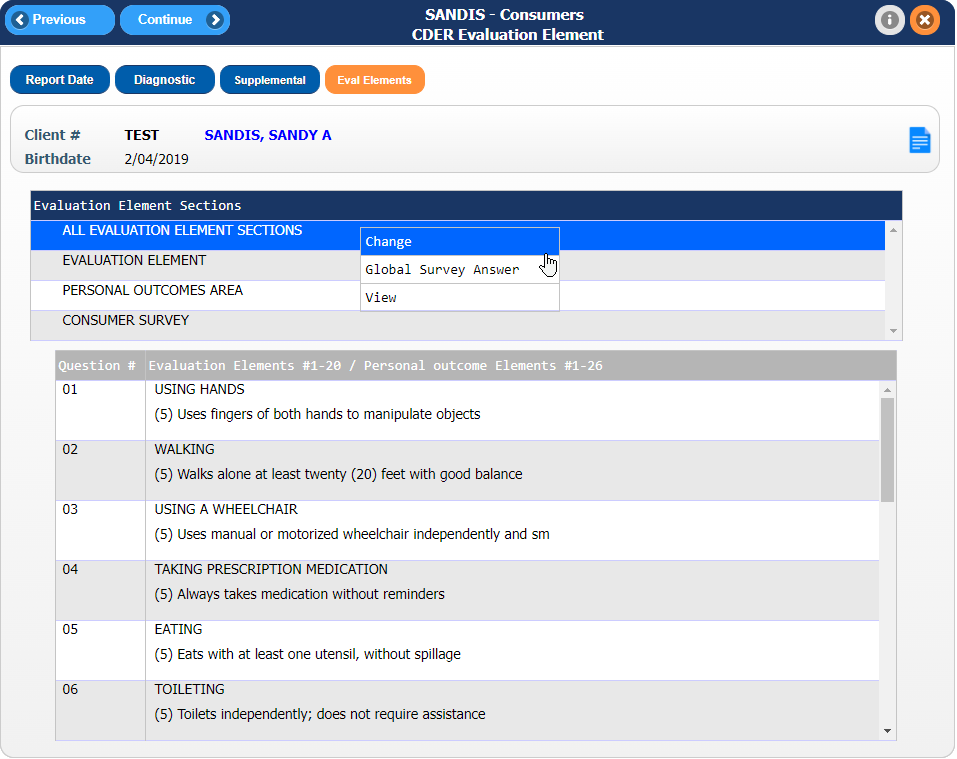 Previous
Continue
SANDIS - Consumers
CDER Evaluation Element
Report Date
Diagnostic
Supplemental
Eval Elements
Client # TEST SANDIS, SANDY A
Birthdate 2/04/2019
Evaluation Element Sections
ALL EVALUATION ELEMENT SECTIONS
EVALUATION ELEMENT
PERSONAL OUTCOMES AREA
CONSUMER SURVEY
Change
Global Survey Answer
View
Question # Evaluation Elements #1-20 / Personal outcome Elements #1-26
01 USING HANDS
(5) Uses fingers of both hands to manipulate objects
02 WALKING
(5) Walks alone at least twenty (20) feet with good balance
03 USING A WHEELCHAIR
(5) Uses manual or motorized wheelchair independently and sm
04 TAKING PRESCRIPTION MEDICATION
(5) Always takes medication without reminders
05 EATING
(5) Eats with at least one utensil, without spillage
06 TOILETING
(5) Toilets independently; does not require assistance